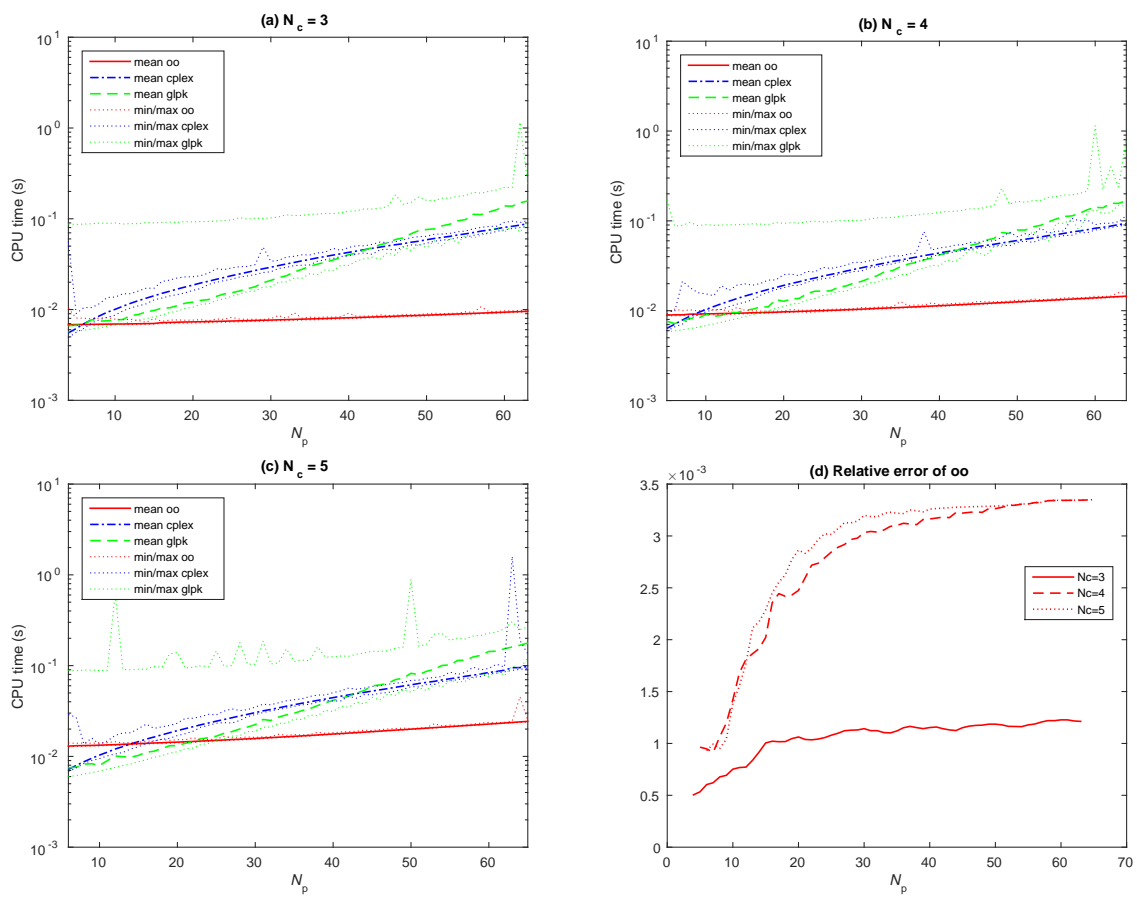 (a) N c = 3
10^1
10^0
10^-1
10^-2
10^-3
CPU time (s)
mean oo
mean cplex
mean glpk
min/max oo
min/max cplex
min/max glpk
10 20 30 40 50 60
N_p
(b) N c = 4
10^1
10^0
10^-1
10^-2
10^-3
CPU time (s)
mean oo
mean cplex
mean glpk
min/max oo
min/max cplex
min/max glpk
10 20 30 40 50 60
N_p
(c) N c = 5
10^1
10^0
10^-1
10^-2
10^-3
CPU time (s)
mean oo
mean cplex
mean glpk
min/max oo
min/max cplex
min/max glpk
10 20 30 40 50 60
N_p
(d) Relative error of oo
× 10^-3
3.5
3
2.5
2
1.5
1
0.5
0
Nc=3
Nc=4
Nc=5
0 10 20 30 40 50 60 70
N_p